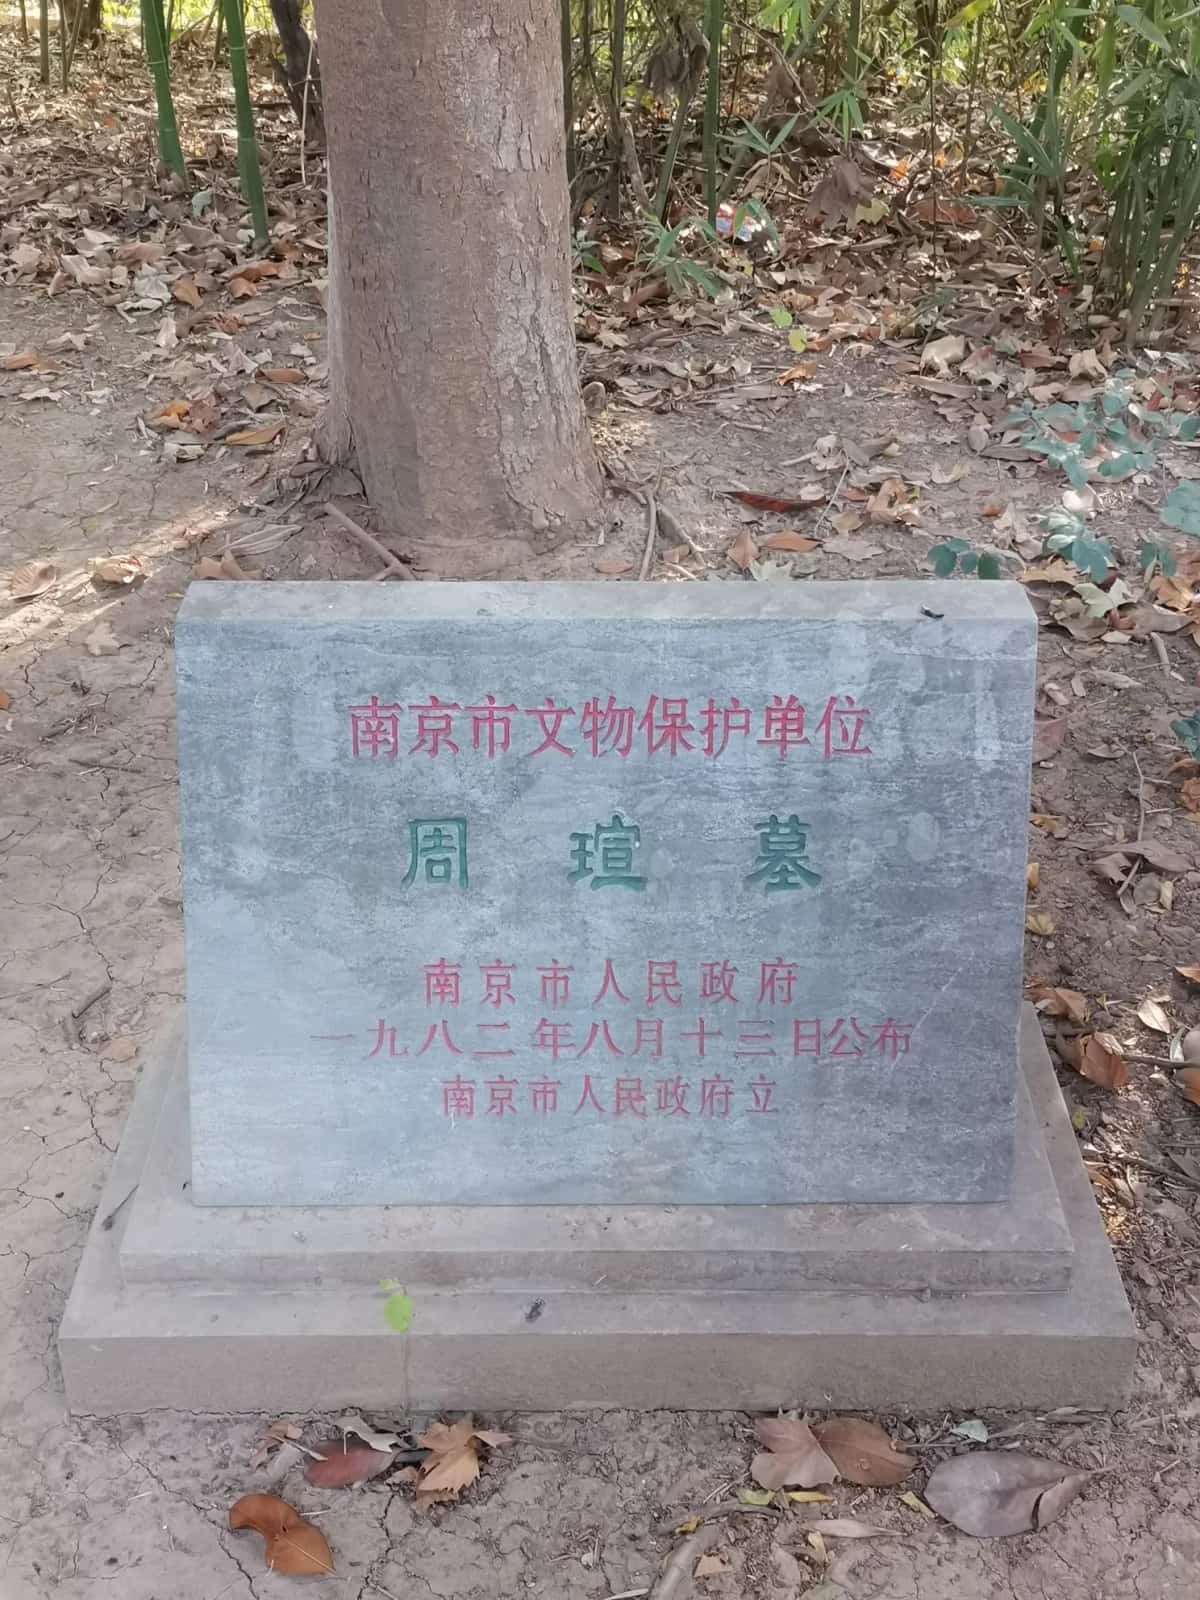 南京市文物保护单位
周瑄墓
南京市人民政府
一九八二年八月十三日公布
南京市人民政府立